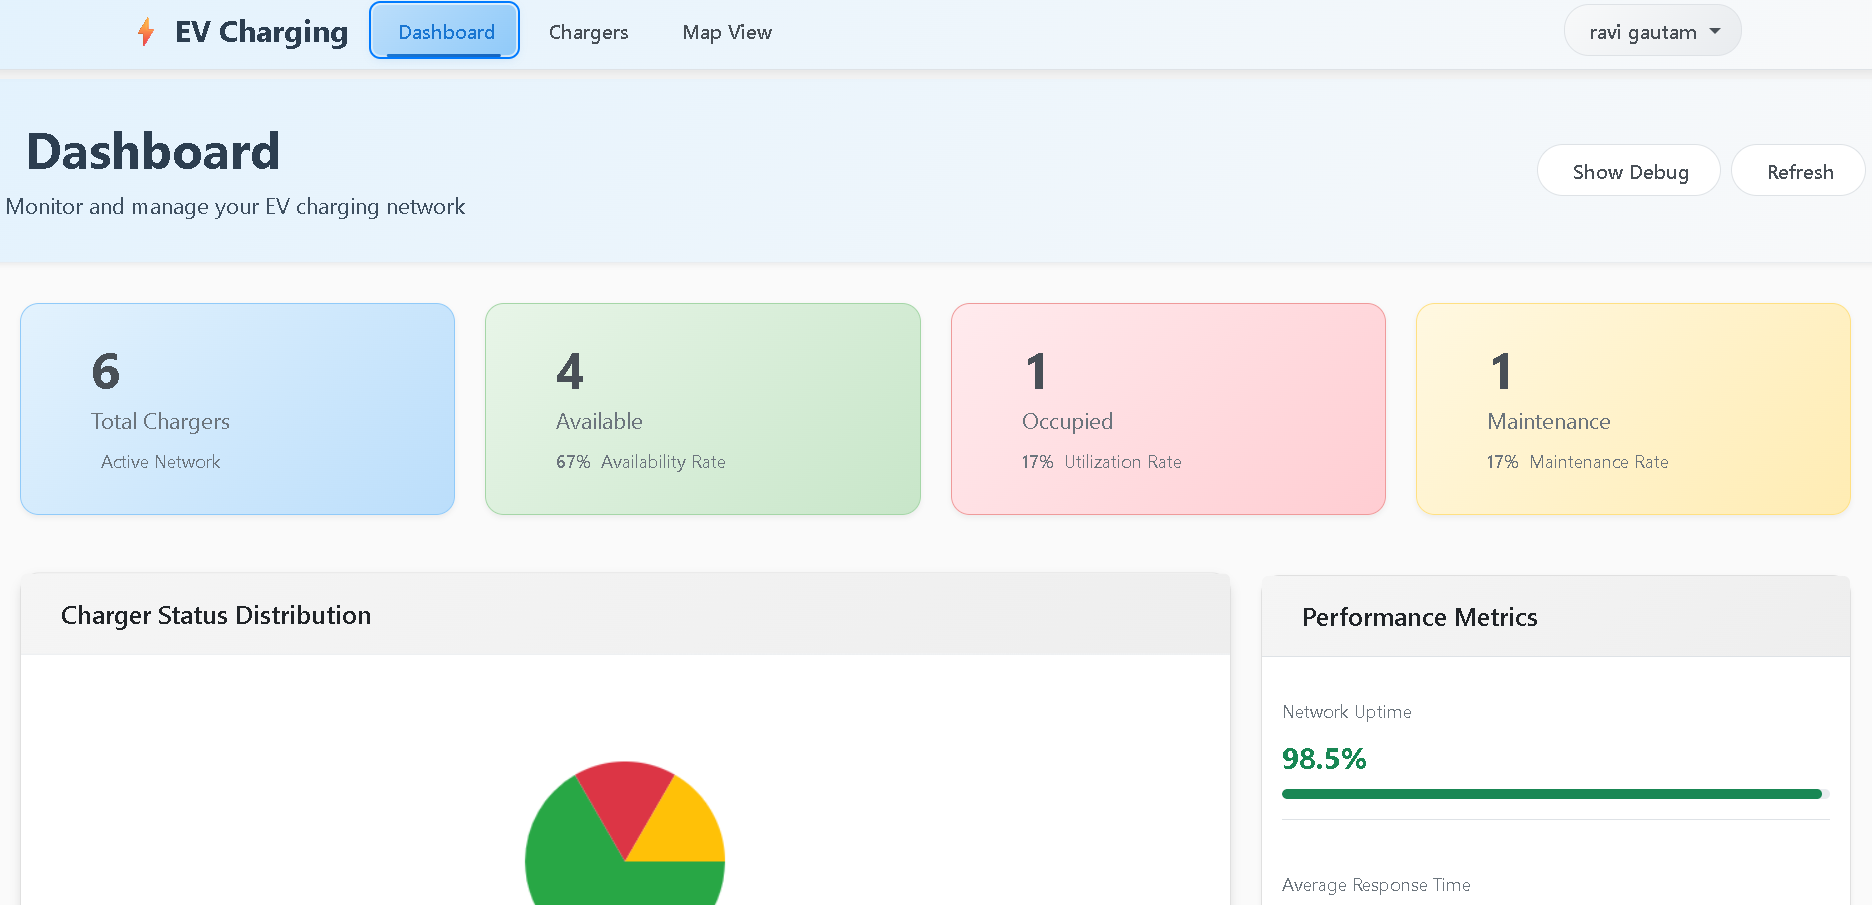 EV Charging
Dashboard
Chargers
Map View
ravi gautam
Dashboard
Monitor and manage your EV charging network
Show Debug
Refresh
6
Total Chargers
Active Network
4
Available
67% Availability Rate
1
Occupied
17% Utilization Rate
1
Maintenance
17% Maintenance Rate
Charger Status Distribution
Performance Metrics
Network Uptime
98.5%
Average Response Time